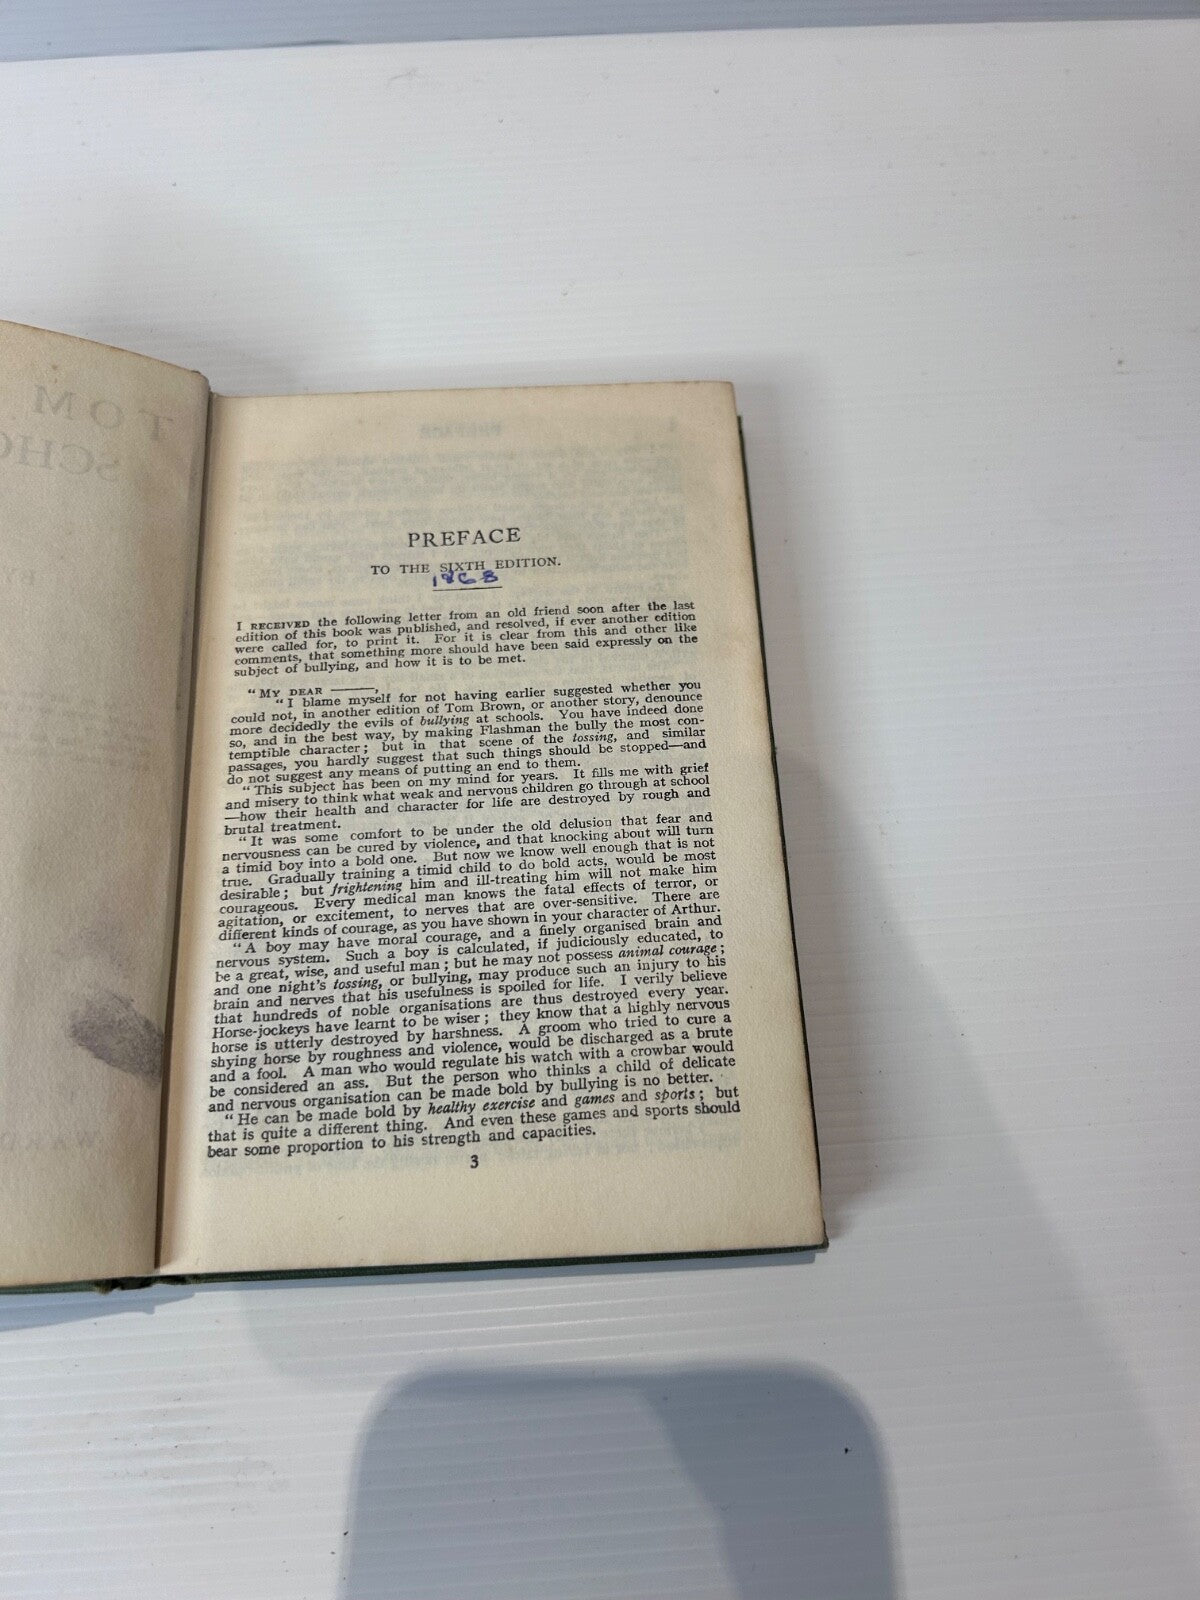 TOM
SCHO
PREFACE
TO THE SIXTH EDITION.
1868
I RECEIVED the following letter from an old friend soon after the last
edition of this book was published, and resolved, if ever another edition
were called for, to print it. For it is clear from this and other like
comments, that something more should have been said expressly on the
subject of bullying, and how it is to be met.
"MY DEAR ———,
"I blame myself for not having earlier suggested whether you
could not, in another edition of Tom Brown, or another story, denounce
more decidedly the evils of bullying at schools. You have indeed done
so, and in the best way, by making Flashman the bully the most con-
temptible character; but in that scene of the tossing, and similar
passages, you hardly suggest that such things should be stopped—and
do not suggest any means of putting an end to them.
"This subject has been on my mind for years. It fills me with grief
and misery to think what weak and nervous children go through at school
—how their health and character for life are destroyed by rough and
brutal treatment.
"It was some comfort to be under the old delusion that fear and
nervousness can be cured by violence, and that knocking about will turn
a timid boy into a bold one. But now we know well enough that is not
true. Gradually training a timid child to do bold acts, would be most
desirable; but frightening him and ill-treating him will not make him
courageous. Every medical man knows the fatal effects of terror, or
agitation, or excitement, to nerves that are over-sensitive. There are
different kinds of courage, as you have shown in your character of Arthur.
"A boy may have moral courage, and a finely organised brain and
nervous system. Such a boy is calculated, if judiciously educated, to
be a great, wise, and useful man; but he may not possess animal courage;
and one night's tossing, or bullying, may produce such an injury to his
brain and nerves that his usefulness is spoiled for life. I verily believe
that hundreds of noble organisations are thus destroyed every year.
Horse-jockeys have learnt to be wiser; they know that a highly nervous
horse is utterly destroyed by harshness. A groom who tried to cure a
shying horse by roughness and violence, would be discharged as a brute
and a fool. A man who would regulate his watch with a crowbar would
be considered an ass. But the person who thinks a child of delicate
and nervous organisation can be made bold by bullying is no better.
"He can be made bold by healthy exercise and games and sports; but
that is quite a different thing. And even these games and sports should
bear some proportion to his strength and capacities.
3